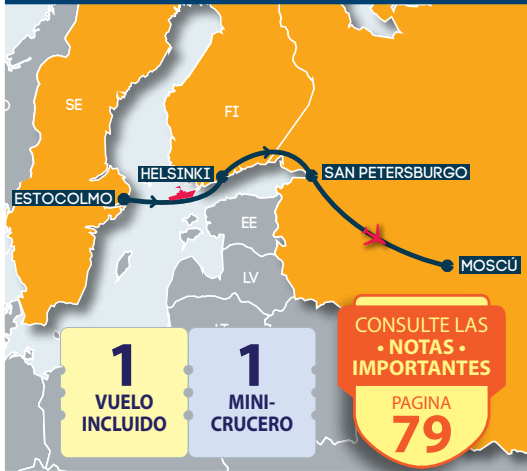 SE
FI
HELSINKI
SAN PETERSBURGO
ESTOCOLMO
EE
MOSCÚ
LV
1
VUELO
INCLUIDO
1
MINI-
CRUCERO
CONSULTE LAS
• NOTAS •
IMPORTANTES
PAGINA
79